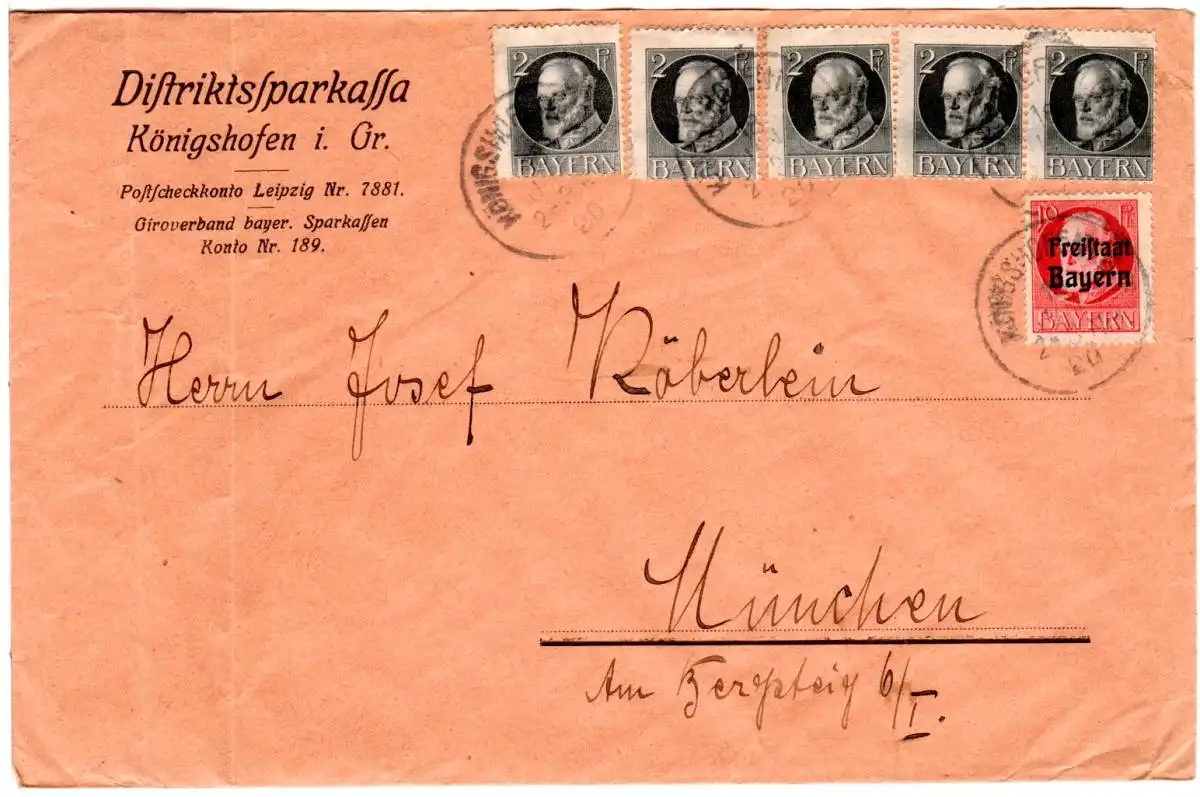 Diſtriktsſparkaſſa
Königshofen i. Gr.
Poſtſcheckkonto Leipzig Nr. 7881.
Giroverband bayer. Sparkaſſen
Konto Nr. 189.
2 Pf 2 Pf 2 Pf 2 Pf 2 Pf
BAYERN BAYERN BAYERN BAYERN BAYERN
10 Pf
Freiſtaat
Bayern
BAYERN
Herrn Josef Röberlein
München
Am Bergsteig 6/I.